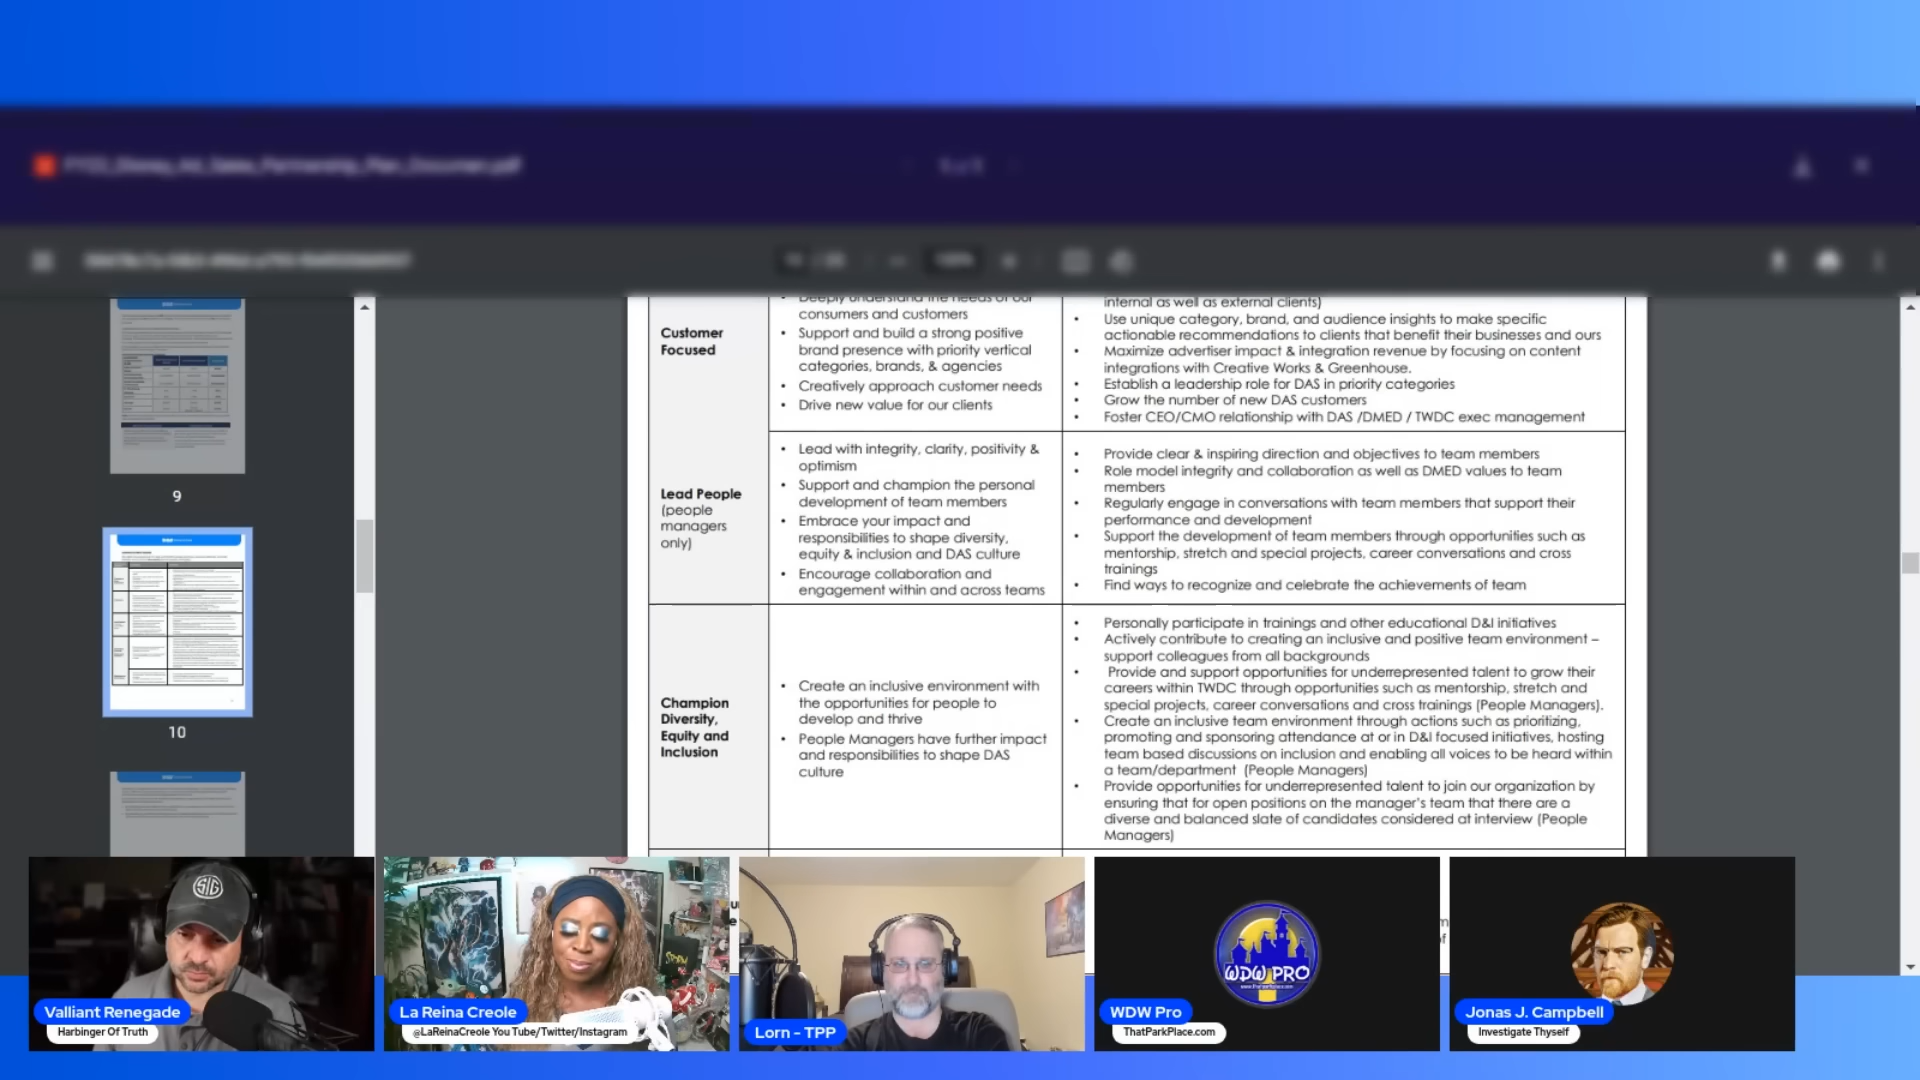 FY22_Disney_Ad_Sales_Partnership_Plan_Documen.pdf
100%
9
10
Customer
Focused
Deeply understand the needs of our
consumers and customers
• Support and build a strong positive
brand presence with priority vertical
categories, brands, & agencies
• Creatively approach customer needs
• Drive new value for our clients
internal as well as external clients)
• Use unique category, brand, and audience insights to make specific
actionable recommendations to clients that benefit their businesses and ours
• Maximize advertiser impact & integration revenue by focusing on content
integrations with Creative Works & Greenhouse.
• Establish a leadership role for DAS in priority categories
• Grow the number of new DAS customers
• Foster CEO/CMO relationship with DAS /DMED / TWDC exec management
Lead People
(people
managers
only)
• Lead with integrity, clarity, positivity &
optimism
• Support and champion the personal
development of team members
• Embrace your impact and
responsibilities to shape diversity,
equity & inclusion and DAS culture
• Encourage collaboration and
engagement within and across teams
• Provide clear & inspiring direction and objectives to team members
• Role model integrity and collaboration as well as DMED values to team
members
• Regularly engage in conversations with team members that support their
performance and development
• Support the development of team members through opportunities such as
mentorship, stretch and special projects, career conversations and cross
trainings
• Find ways to recognize and celebrate the achievements of team
Champion
Diversity,
Equity and
Inclusion
• Create an inclusive environment with
the opportunities for people to
develop and thrive
• People Managers have further impact
and responsibilities to shape DAS
culture
• Personally participate in trainings and other educational D&I initiatives
• Actively contribute to creating an inclusive and positive team environment –
support colleagues from all backgrounds
• Provide and support opportunities for underrepresented talent to grow their
careers within TWDC through opportunities such as mentorship, stretch and
special projects, career conversations and cross trainings (People Managers).
• Create an inclusive team environment through actions such as prioritizing,
promoting and sponsoring attendance at or in D&I focused initiatives, hosting
team based discussions on inclusion and enabling all voices to be heard within
a team/department (People Managers)
• Provide opportunities for underrepresented talent to join our organization by
ensuring that for open positions on the manager's team that there are a
diverse and balanced slate of candidates considered at interview (People
Managers)
SIG
WDW PRO
Valliant Renegade
Harbinger Of Truth
La Reina Creole
@LaReinaCreole You Tube/Twitter/Instagram
Lorn - TPP
WDW Pro
ThatParkPlace.com
Jonas J. Campbell
Investigate Thyself